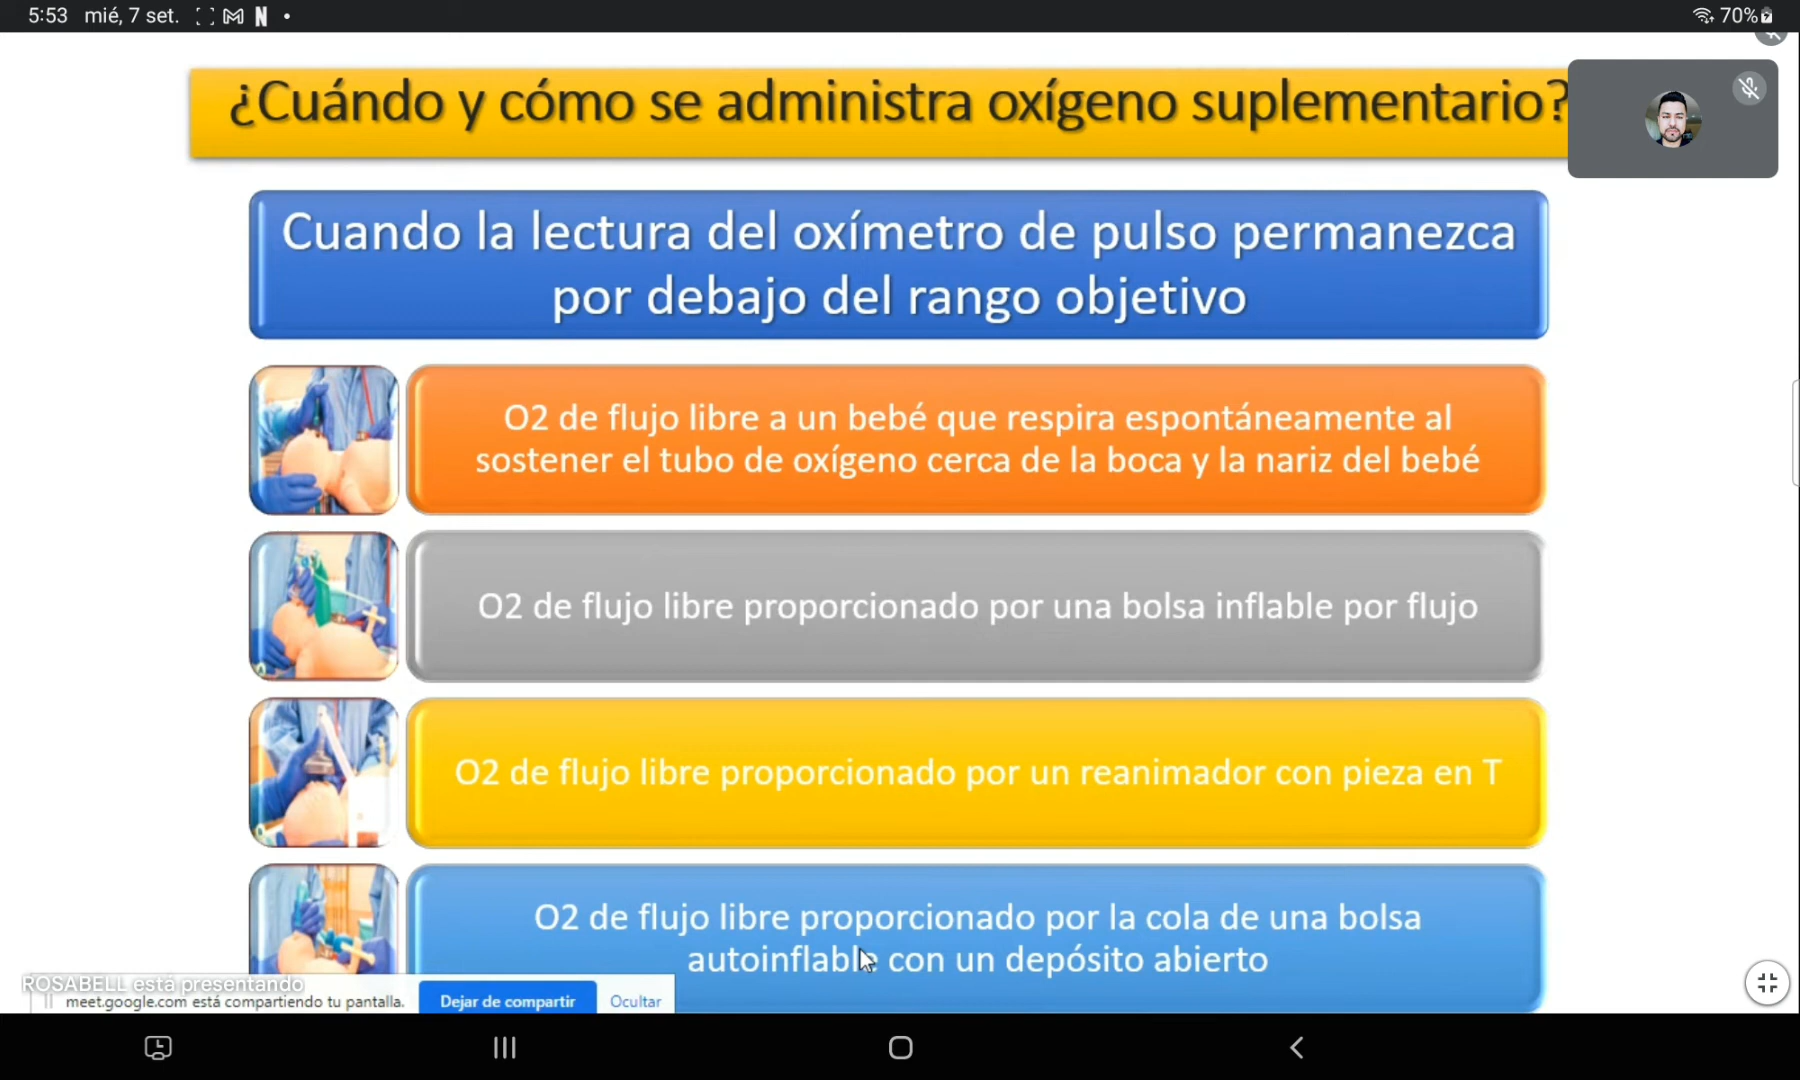 5:53 mié, 7 set.
70%
¿Cuándo y cómo se administra oxígeno suplementario?
Cuando la lectura del oxímetro de pulso permanezca
por debajo del rango objetivo
O2 de flujo libre a un bebé que respira espontáneamente al
sostener el tubo de oxígeno cerca de la boca y la nariz del bebé
O2 de flujo libre proporcionado por una bolsa inflable por flujo
O2 de flujo libre proporcionado por un reanimador con pieza en T
O2 de flujo libre proporcionado por la cola de una bolsa
autoinflable con un depósito abierto
ROSABELL está presentando
meet.google.com está compartiendo tu pantalla.
Dejar de compartir
Ocultar